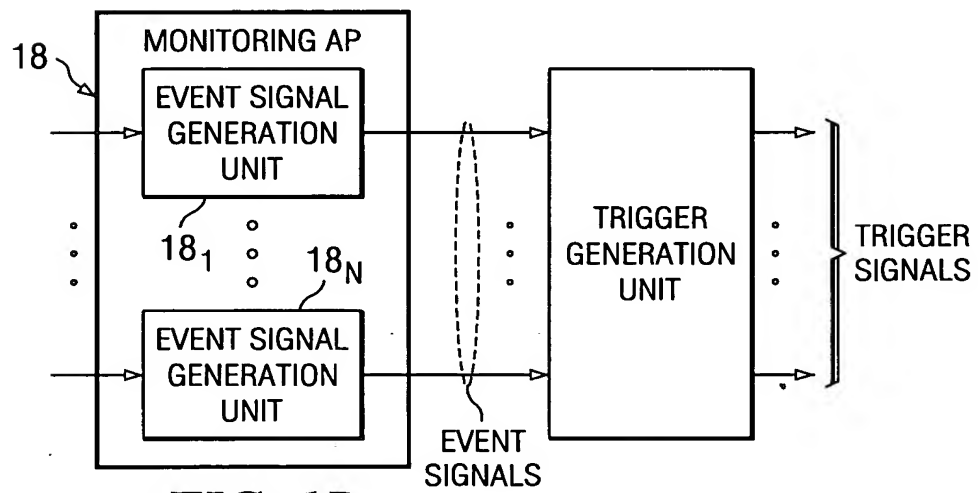 18
MONITORING AP
EVENT SIGNAL
GENERATION
UNIT
18₁
18ₙ
EVENT SIGNAL
GENERATION
UNIT
EVENT
SIGNALS
TRIGGER
GENERATION
UNIT
TRIGGER
SIGNALS